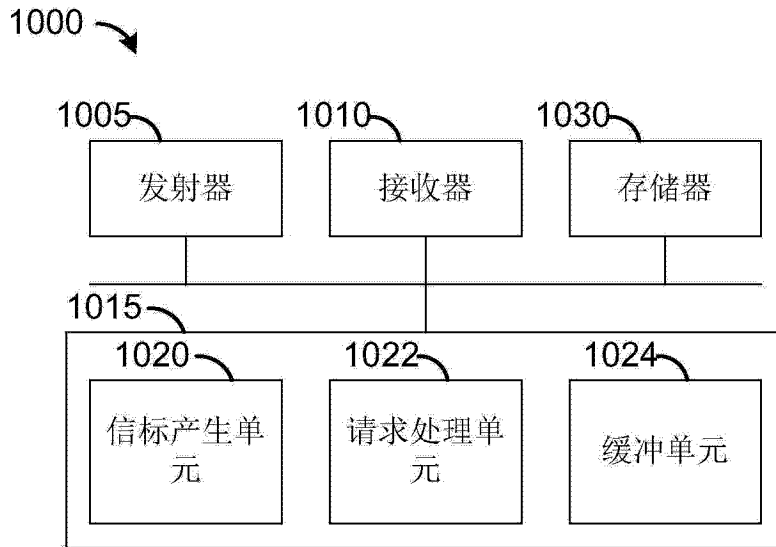 1000
1005
1010
1030
发射器
接收器
存储器
1015
1020
1022
1024
信标产生单
元
请求处理单
元
缓冲单元